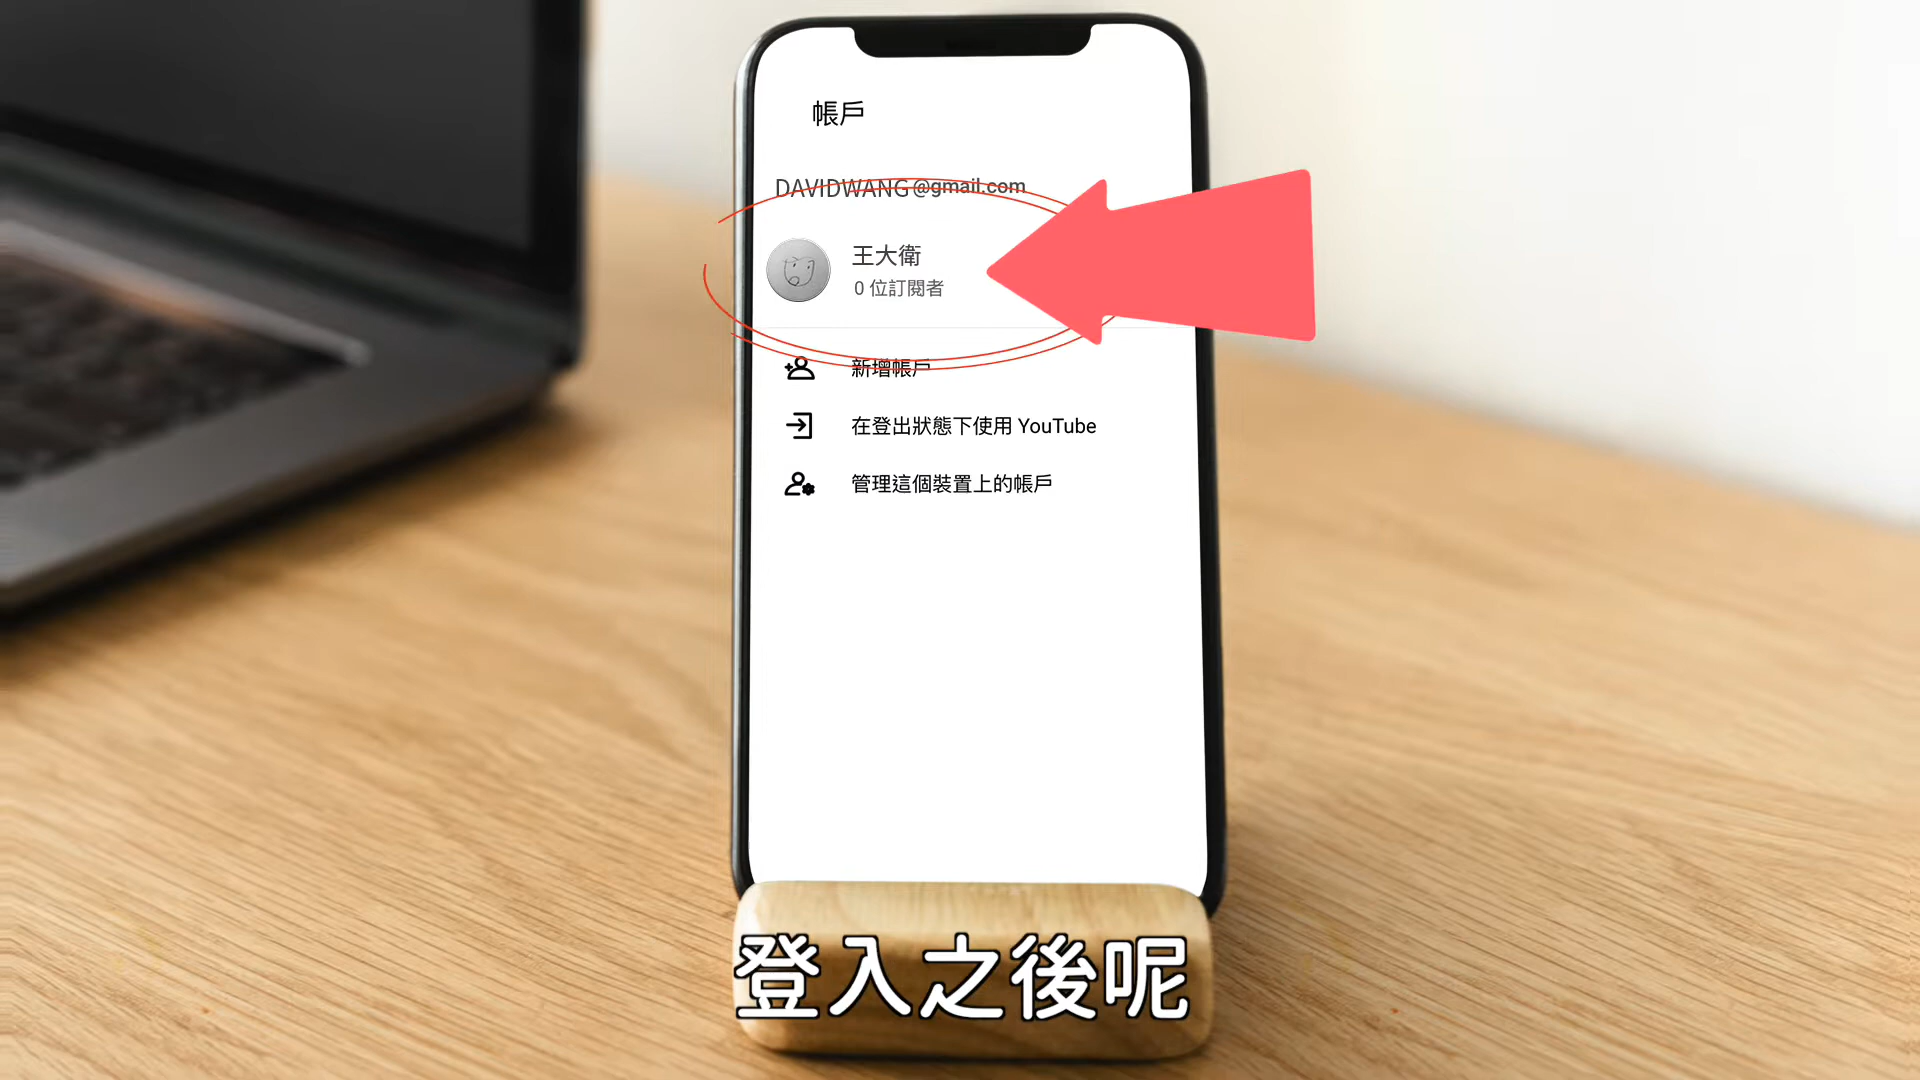 帳戶
DAVIDWANG@gmail.com
王大衛
0 位訂閱者
新增帳戶
在登出狀態下使用 YouTube
管理這個裝置上的帳戶
登入之後呢